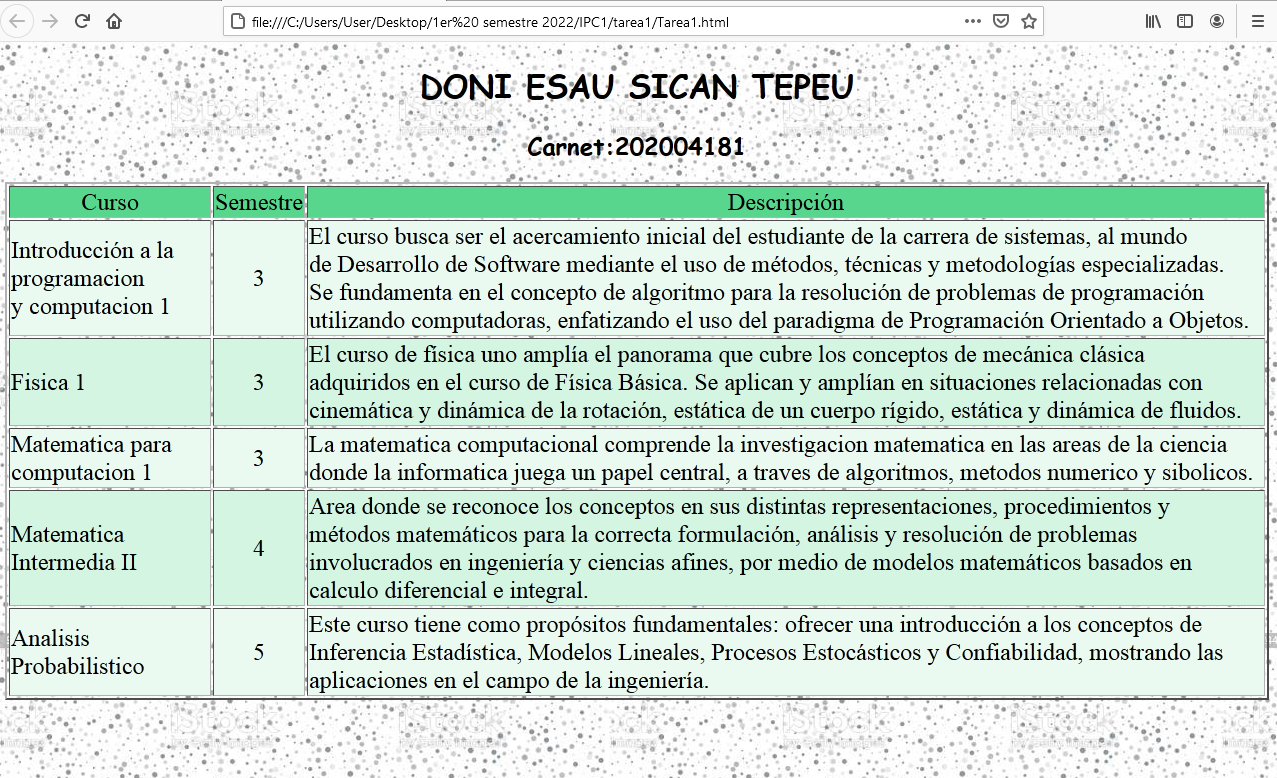 file:///C:/Users/User/Desktop/1er%20 semestre 2022/IPC1/tarea1/Tarea1.html
DONI ESAU SICAN TEPEU
Carnet:202004181
Curso
Semestre
Descripción
Introducción a la
programacion
y computacion 1
3
El curso busca ser el acercamiento inicial del estudiante de la carrera de sistemas, al mundo
de Desarrollo de Software mediante el uso de métodos, técnicas y metodologías especializadas.
Se fundamenta en el concepto de algoritmo para la resolución de problemas de programación
utilizando computadoras, enfatizando el uso del paradigma de Programación Orientado a Objetos.
Fisica 1
3
El curso de física uno amplía el panorama que cubre los conceptos de mecánica clásica
adquiridos en el curso de Física Básica. Se aplican y amplían en situaciones relacionadas con
cinemática y dinámica de la rotación, estática de un cuerpo rígido, estática y dinámica de fluidos.
Matematica para
computacion 1
3
La matematica computacional comprende la investigacion matematica en las areas de la ciencia
donde la informatica juega un papel central, a traves de algoritmos, metodos numerico y sibolicos.
Matematica
Intermedia II
4
Area donde se reconoce los conceptos en sus distintas representaciones, procedimientos y
métodos matemáticos para la correcta formulación, análisis y resolución de problemas
involucrados en ingeniería y ciencias afines, por medio de modelos matemáticos basados en
calculo diferencial e integral.
Analisis
Probabilistico
5
Este curso tiene como propósitos fundamentales: ofrecer una introducción a los conceptos de
Inferencia Estadística, Modelos Lineales, Procesos Estocásticos y Confiabilidad, mostrando las
aplicaciones en el campo de la ingeniería.